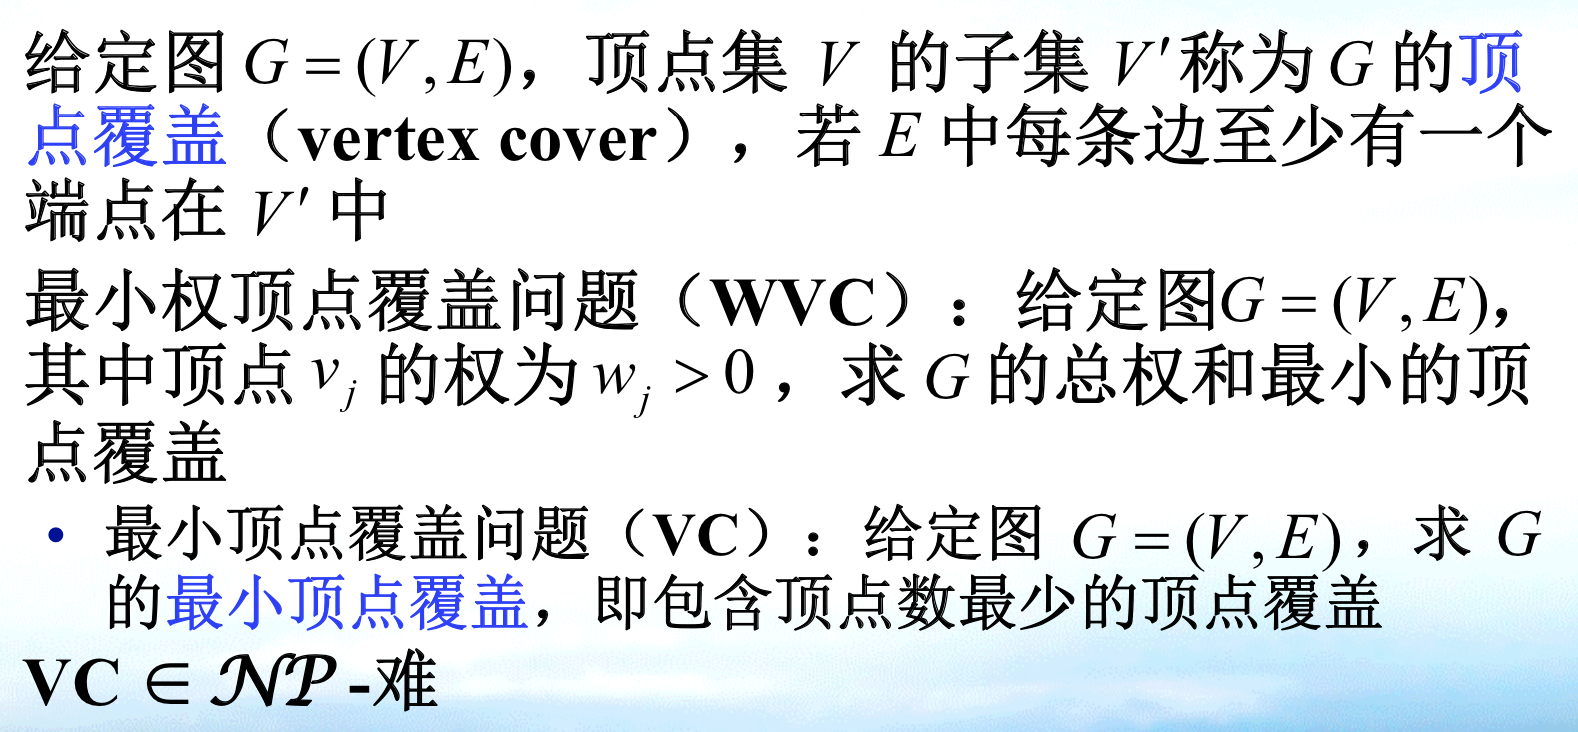 给定图 G = (V, E)，顶点集 V 的子集 V′称为 G 的顶
点覆盖（vertex cover），若 E 中每条边至少有一个
端点在 V′ 中
最小权顶点覆盖问题（WVC）：给定图G = (V, E)，
其中顶点 v_j 的权为 w_j > 0，求 G 的总权和最小的顶
点覆盖
• 最小顶点覆盖问题（VC）：给定图 G = (V, E)，求 G
的最小顶点覆盖，即包含顶点数最少的顶点覆盖
VC ∈ 𝒩𝒫 -难